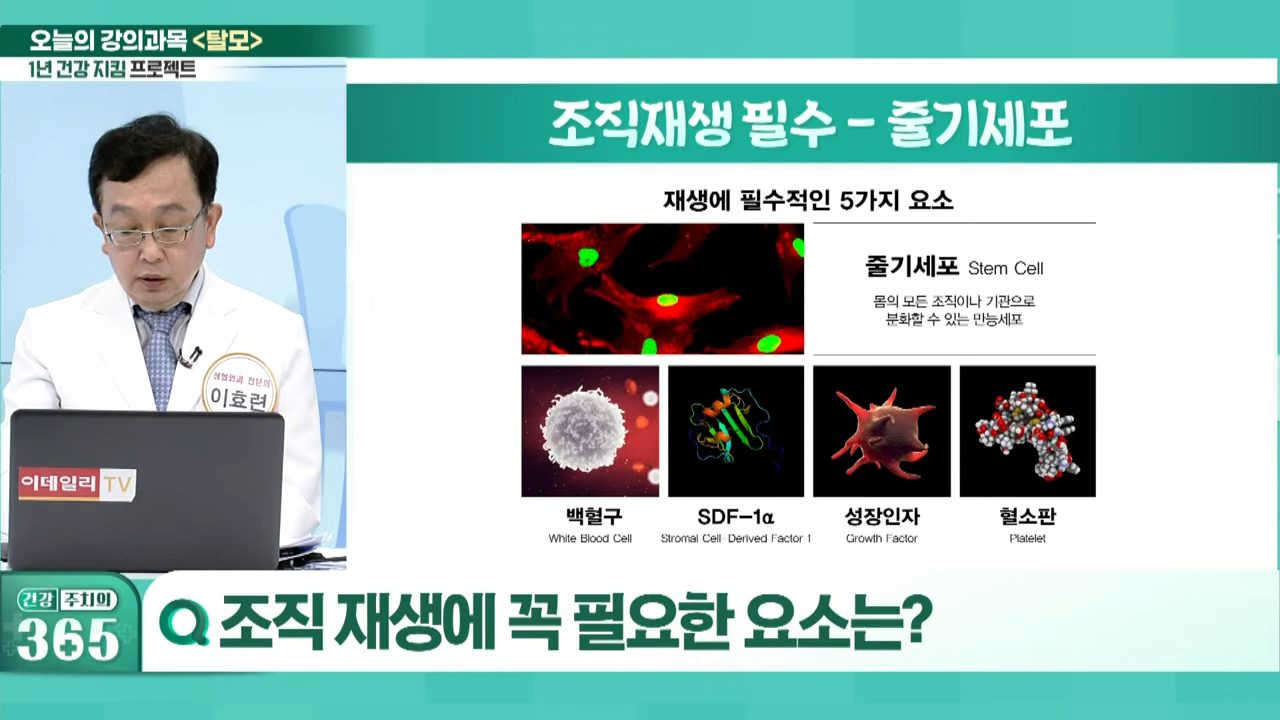 오늘의 강의과목 <탈모>
1년 건강 지킴 프로젝트
조직재생 필수 - 줄기세포
재생에 필수적인 5가지 요소
줄기세포 Stem Cell
몸의 모든 조직이나 기관으로
분화할 수 있는 만능세포
백혈구
White Blood Cell
SDF-1α
Stromal Cell-Derived Factor 1
성장인자
Growth Factor
혈소판
Platelet
성형외과 전문의
이효련
이데일리 TV
건강 주치의
365
Q 조직 재생에 꼭 필요한 요소는?